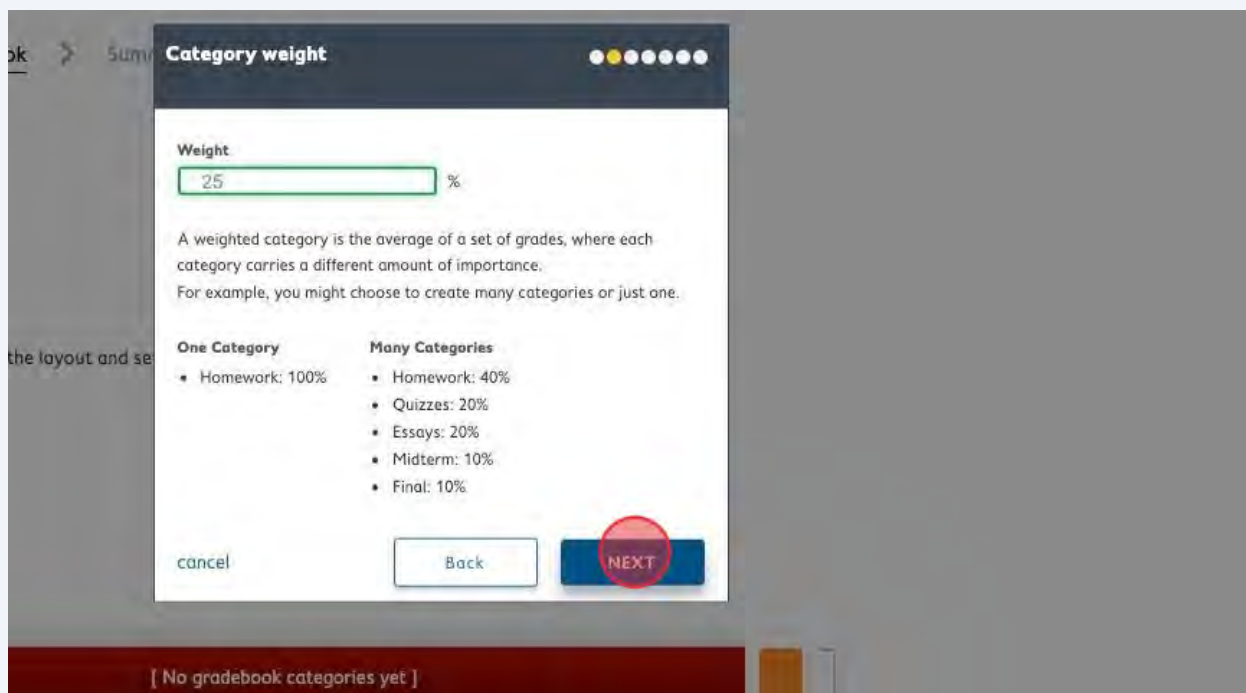 ok > Sum
Category weight
Weight
25 %
A weighted category is the average of a set of grades, where each
category carries a different amount of importance.
For example, you might choose to create many categories or just one.
the layout and se
One Category
• Homework: 100%
Many Categories
• Homework: 40%
• Quizzes: 20%
• Essays: 20%
• Midterm: 10%
• Final: 10%
cancel
Back
NEXT
[ No gradebook categories yet ]